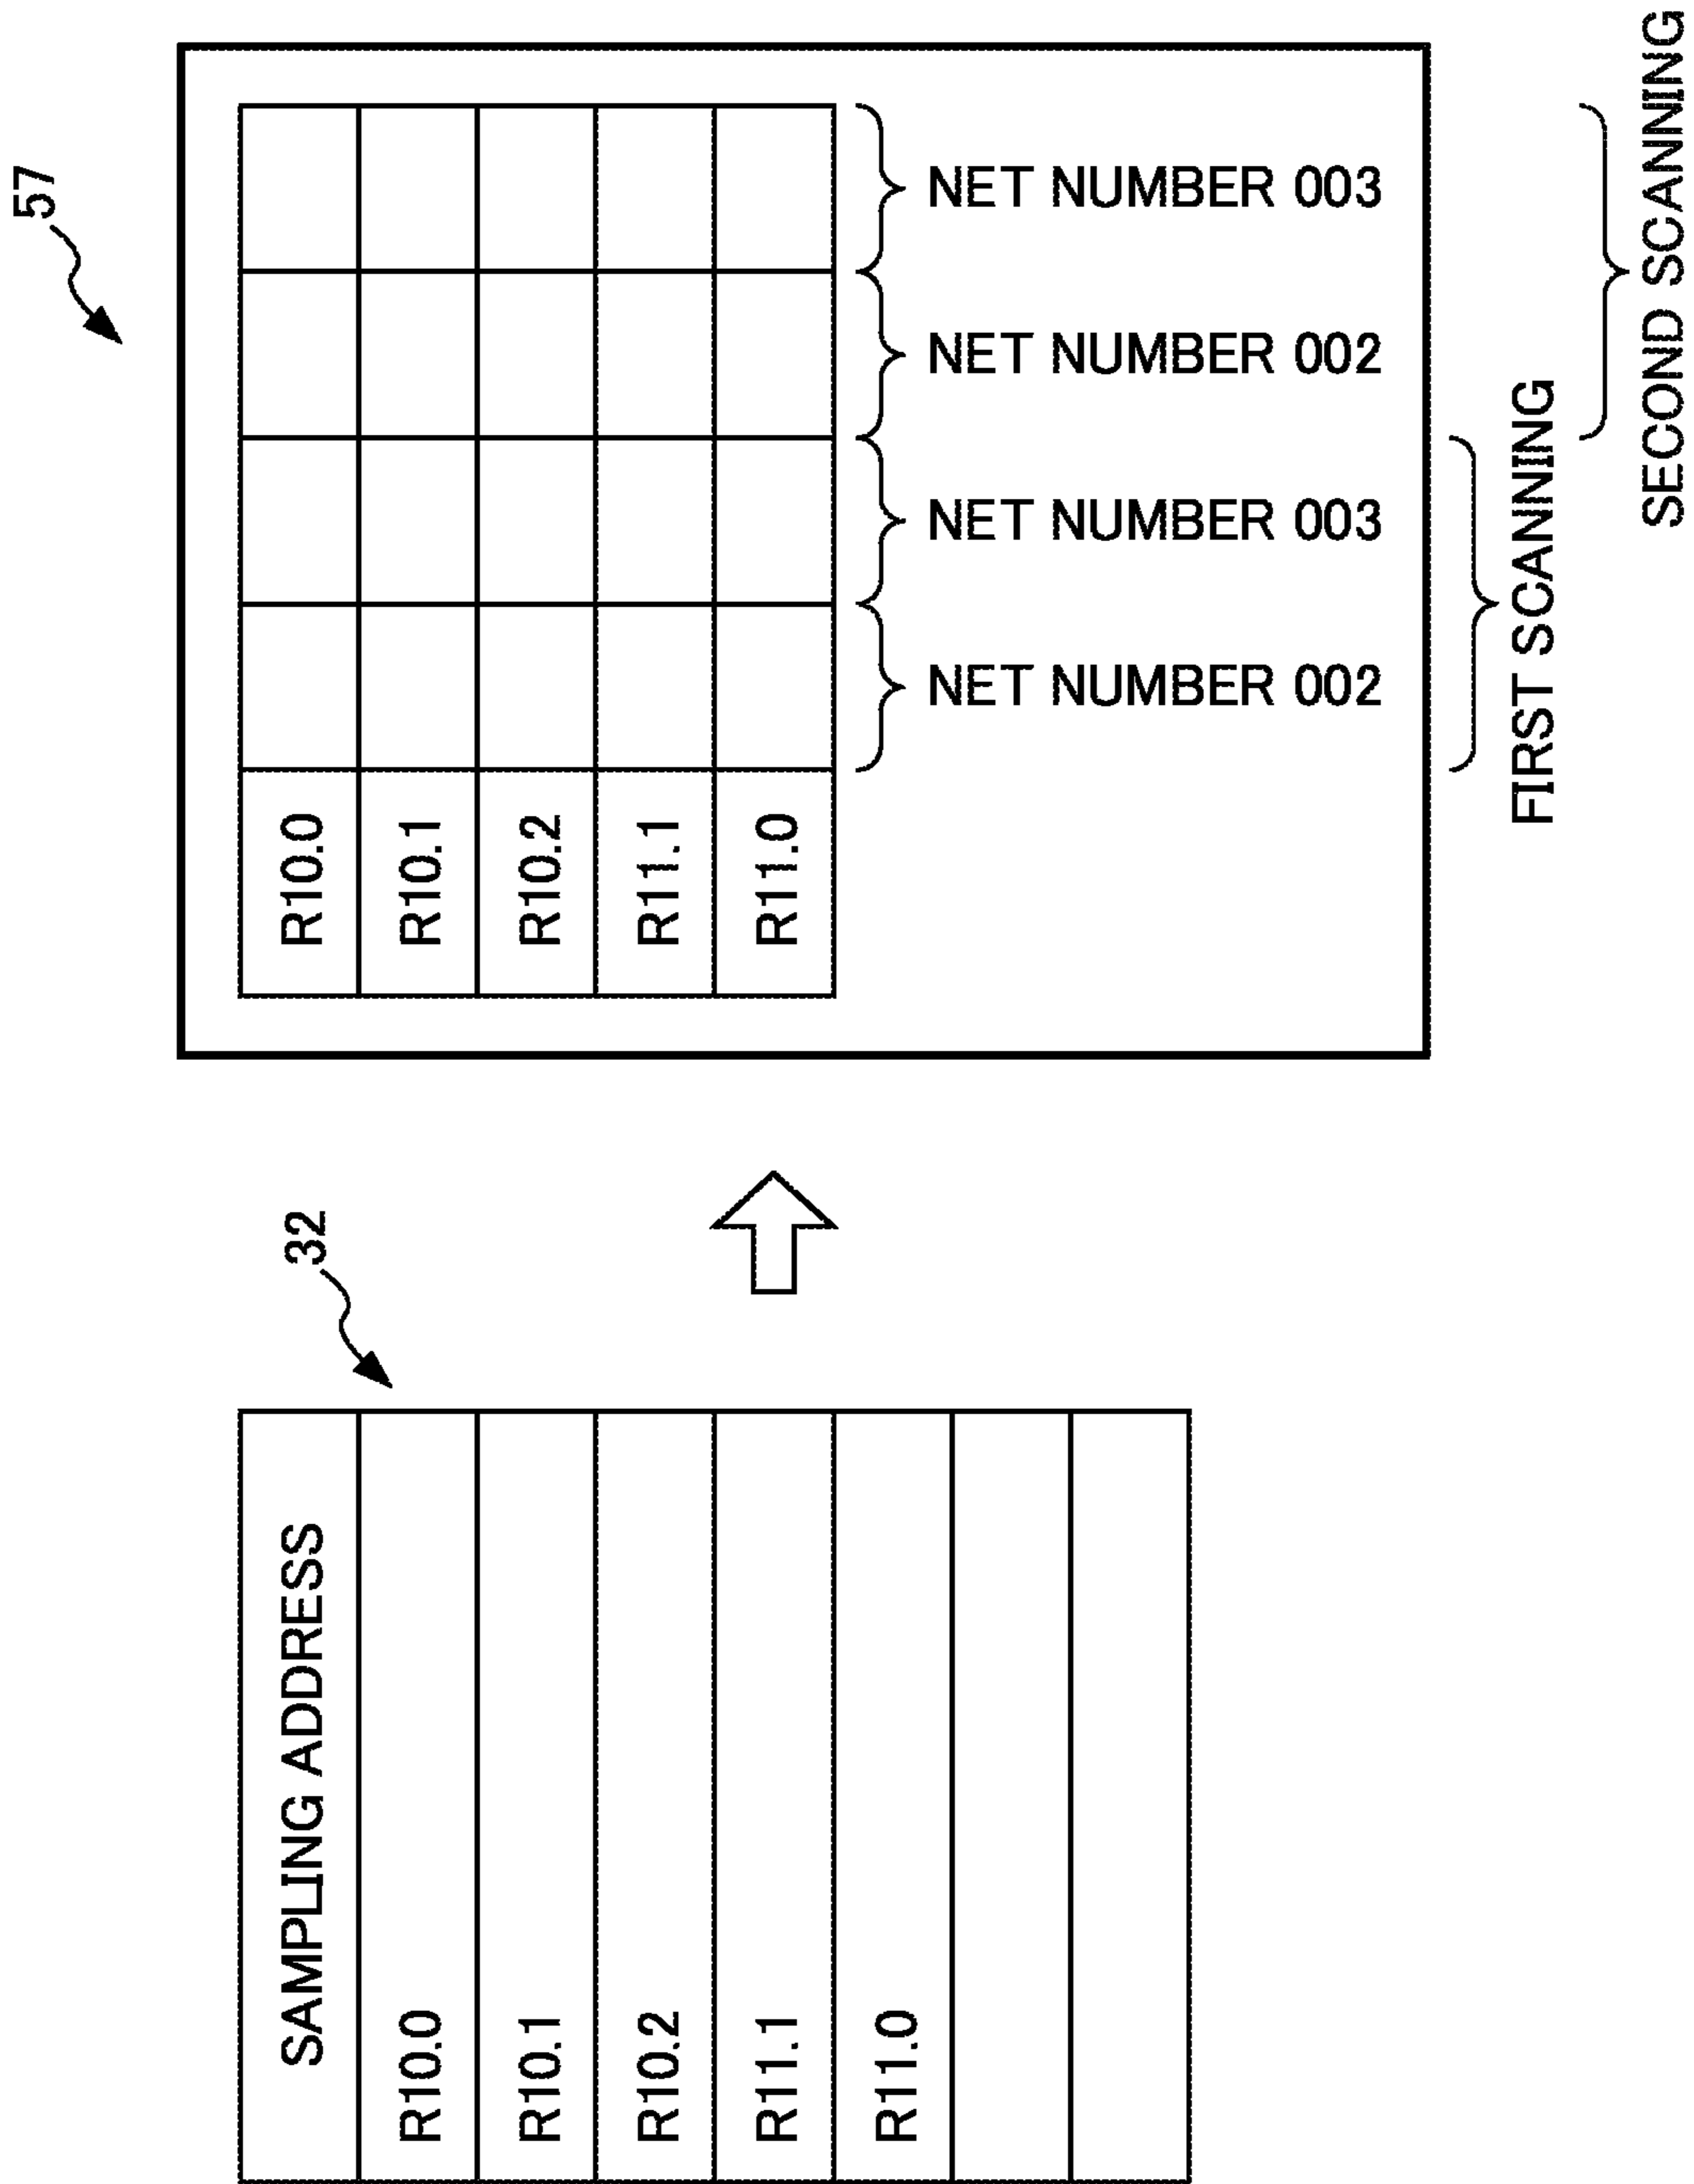 32
SAMPLING ADDRESS
R10.0
R10.1
R10.2
R11.1
R11.0
57
R10.0
R10.1
R10.2
R11.1
R11.0
NET NUMBER 002
NET NUMBER 003
NET NUMBER 002
NET NUMBER 003
FIRST SCANNING
SECOND SCANNING